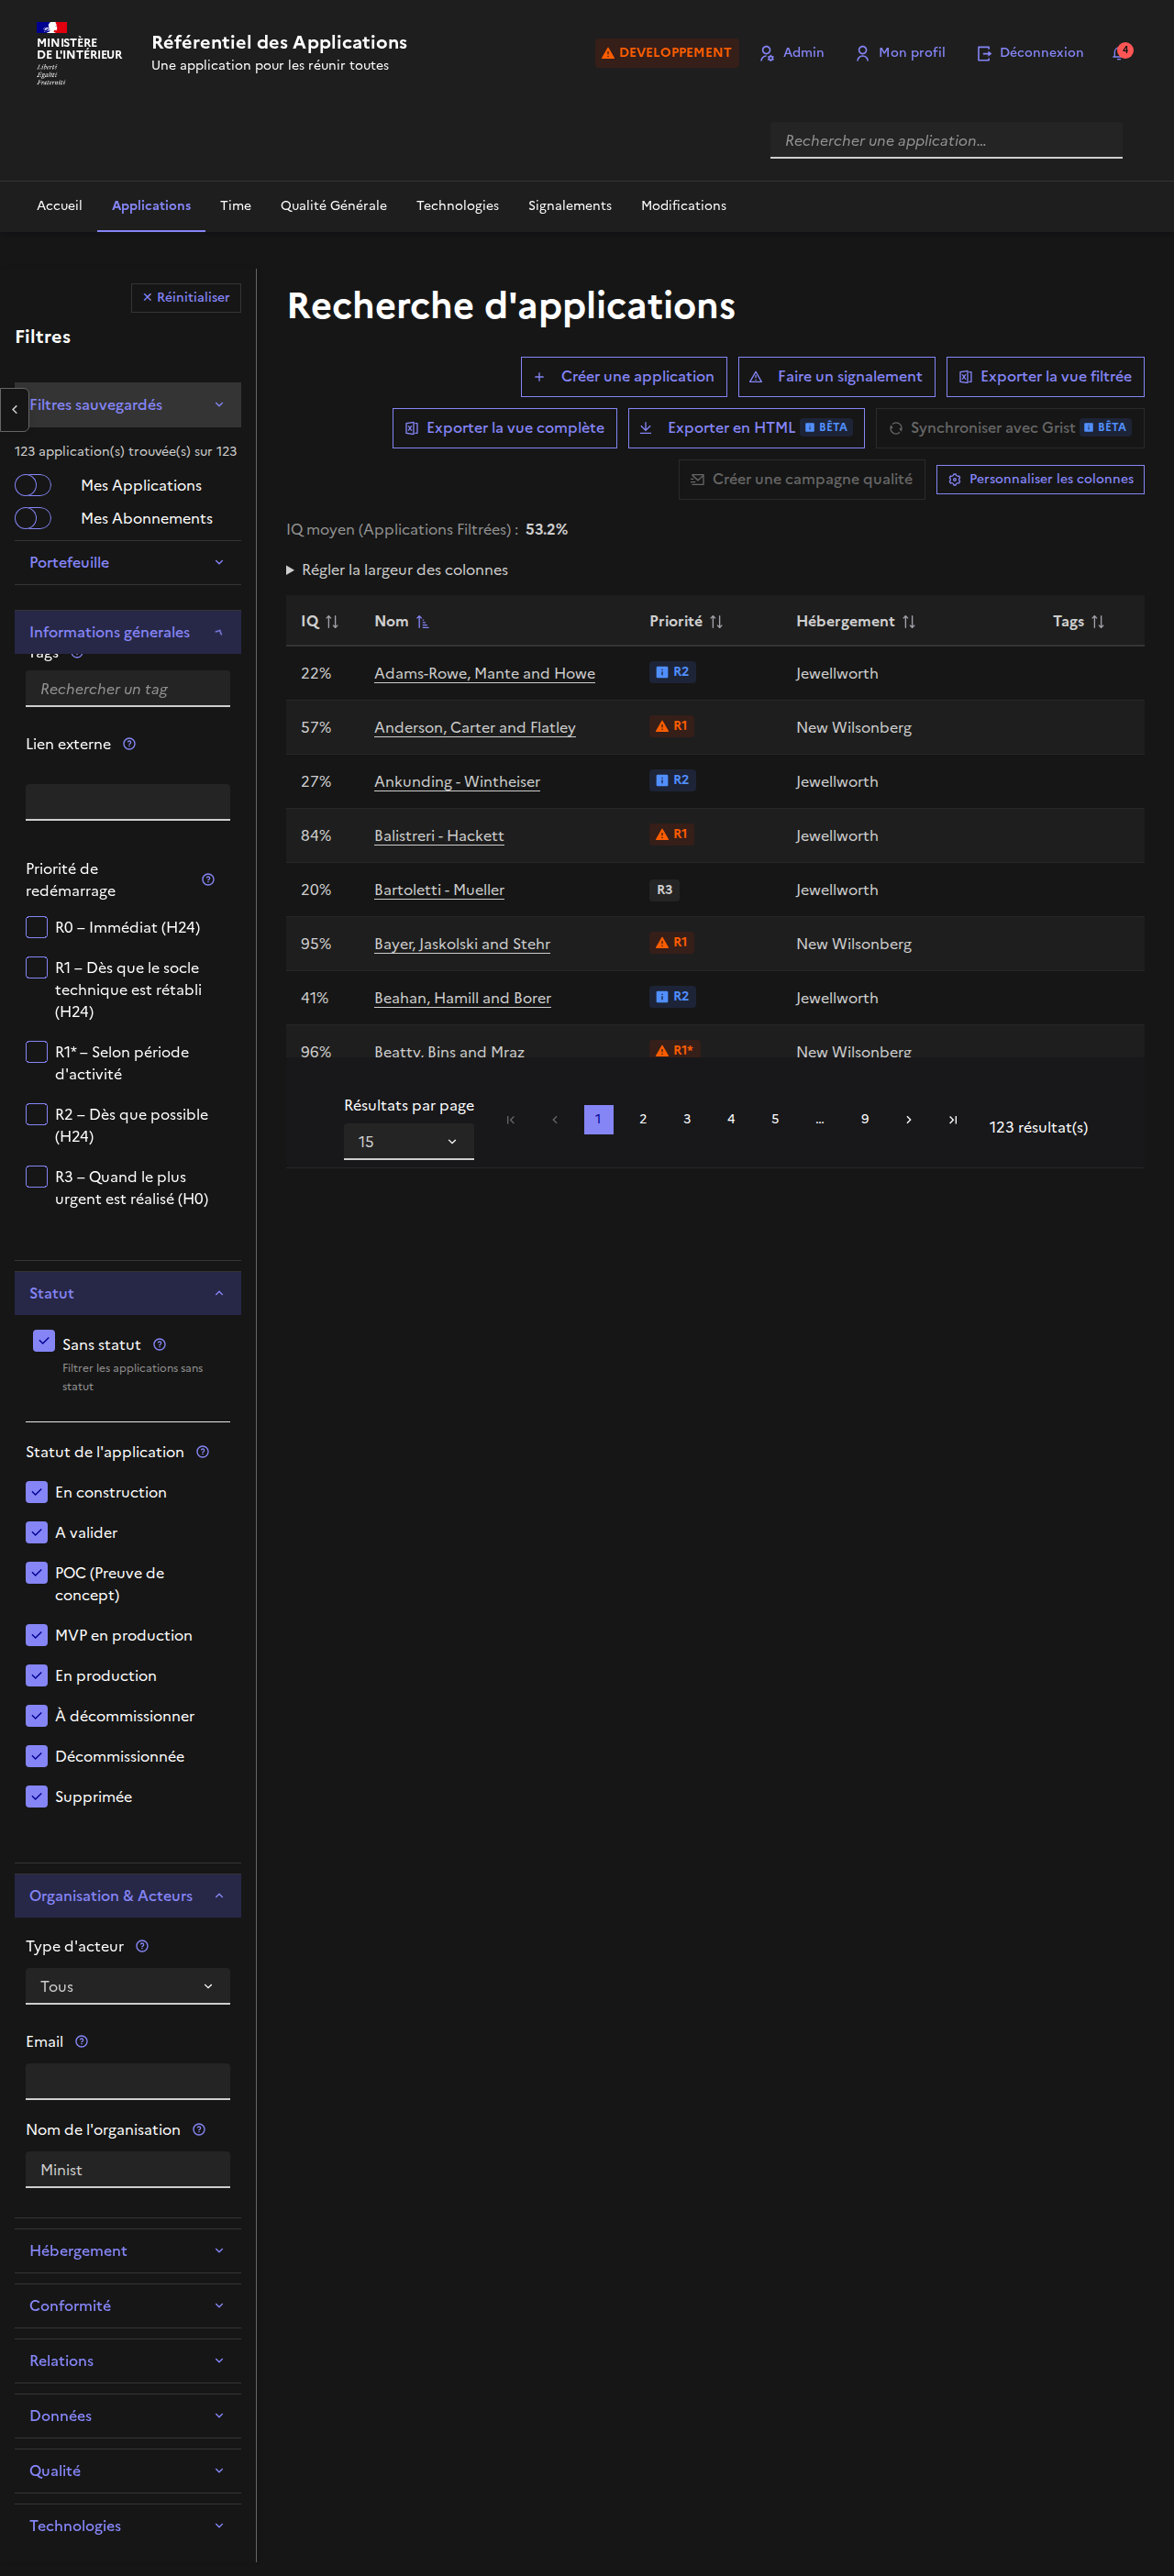 MINISTÈRE
DE L'INTÉRIEUR
Liberté
Égalité
Fraternité
Référentiel des Applications
Une application pour les réunir toutes
DEVELOPPEMENT
Admin
Mon profil
Déconnexion
4
Rechercher une application...
Accueil
Applications
Time
Qualité Générale
Technologies
Signalements
Modifications
Réinitialiser
Filtres
Filtres sauvegardés
123 application(s) trouvée(s) sur 123
Mes Applications
Mes Abonnements
Portefeuille
Informations génerales
Tags
Rechercher un tag
Lien externe
Priorité de
redémarrage
R0 – Immédiat (H24)
R1 – Dès que le socle
technique est rétabli
(H24)
R1* – Selon période
d'activité
R2 – Dès que possible
(H24)
R3 – Quand le plus
urgent est réalisé (H0)
Statut
Sans statut
Filtrer les applications sans
statut
Statut de l'application
En construction
A valider
POC (Preuve de
concept)
MVP en production
En production
À décommissionner
Décommissionnée
Supprimée
Organisation & Acteurs
Type d'acteur
Tous
Email
Nom de l'organisation
Minist
Hébergement
Conformité
Relations
Données
Qualité
Technologies
Recherche d'applications
Créer une application
Faire un signalement
Exporter la vue filtrée
Exporter la vue complète
Exporter en HTML BÊTA
Synchroniser avec Grist BÊTA
Créer une campagne qualité
Personnaliser les colonnes
IQ moyen (Applications Filtrées) : 53.2%
Régler la largeur des colonnes
IQ Nom Priorité Hébergement Tags
22% Adams-Rowe, Mante and Howe R2 Jewellworth
57% Anderson, Carter and Flatley R1 New Wilsonberg
27% Ankunding - Wintheiser R2 Jewellworth
84% Balistreri - Hackett R1 Jewellworth
20% Bartoletti - Mueller R3 Jewellworth
95% Bayer, Jaskolski and Stehr R1 New Wilsonberg
41% Beahan, Hamill and Borer R2 Jewellworth
96% Beatty, Bins and Mraz R1* New Wilsonberg
Résultats par page
15
1 2 3 4 5 … 9
123 résultat(s)